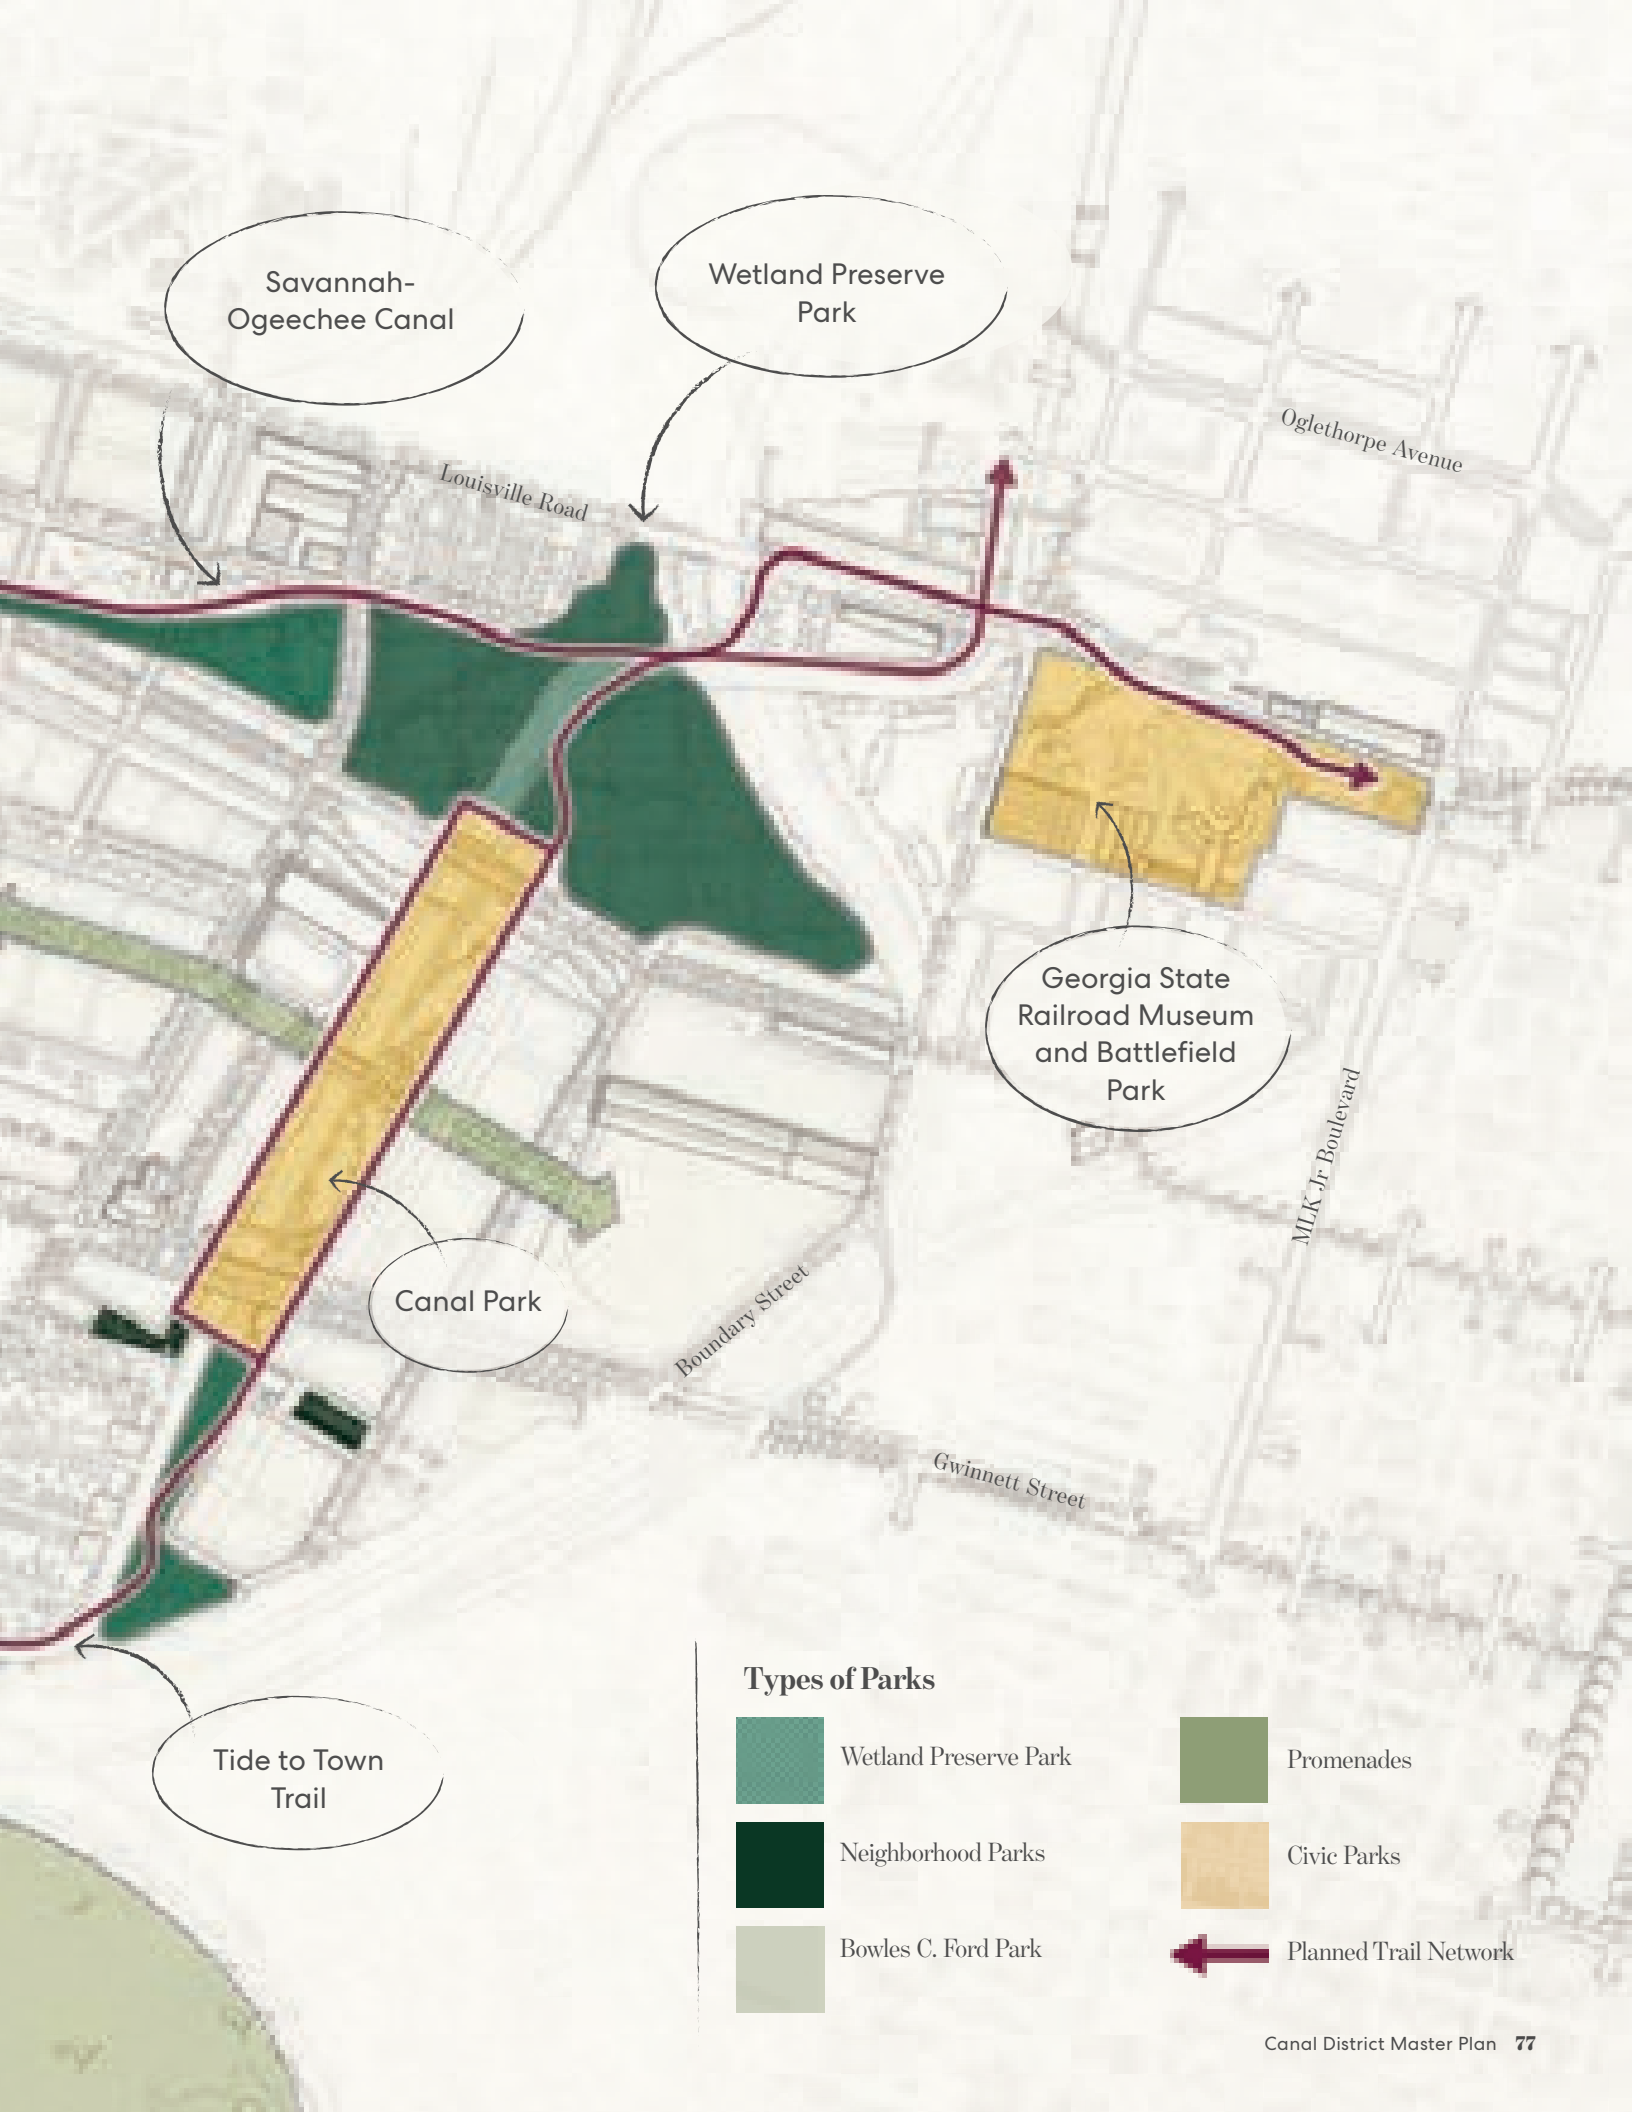 Savannah-
Ogeechee Canal
Wetland Preserve
Park
Oglethorpe Avenue
Louisville Road
Georgia State
Railroad Museum
and Battlefield
Park
MLK Jr Boulevard
Canal Park
Boundary Street
Gwinnett Street
Tide to Town
Trail
Types of Parks
Wetland Preserve Park
Neighborhood Parks
Bowles C. Ford Park
Promenades
Civic Parks
Planned Trail Network
Canal District Master Plan 77